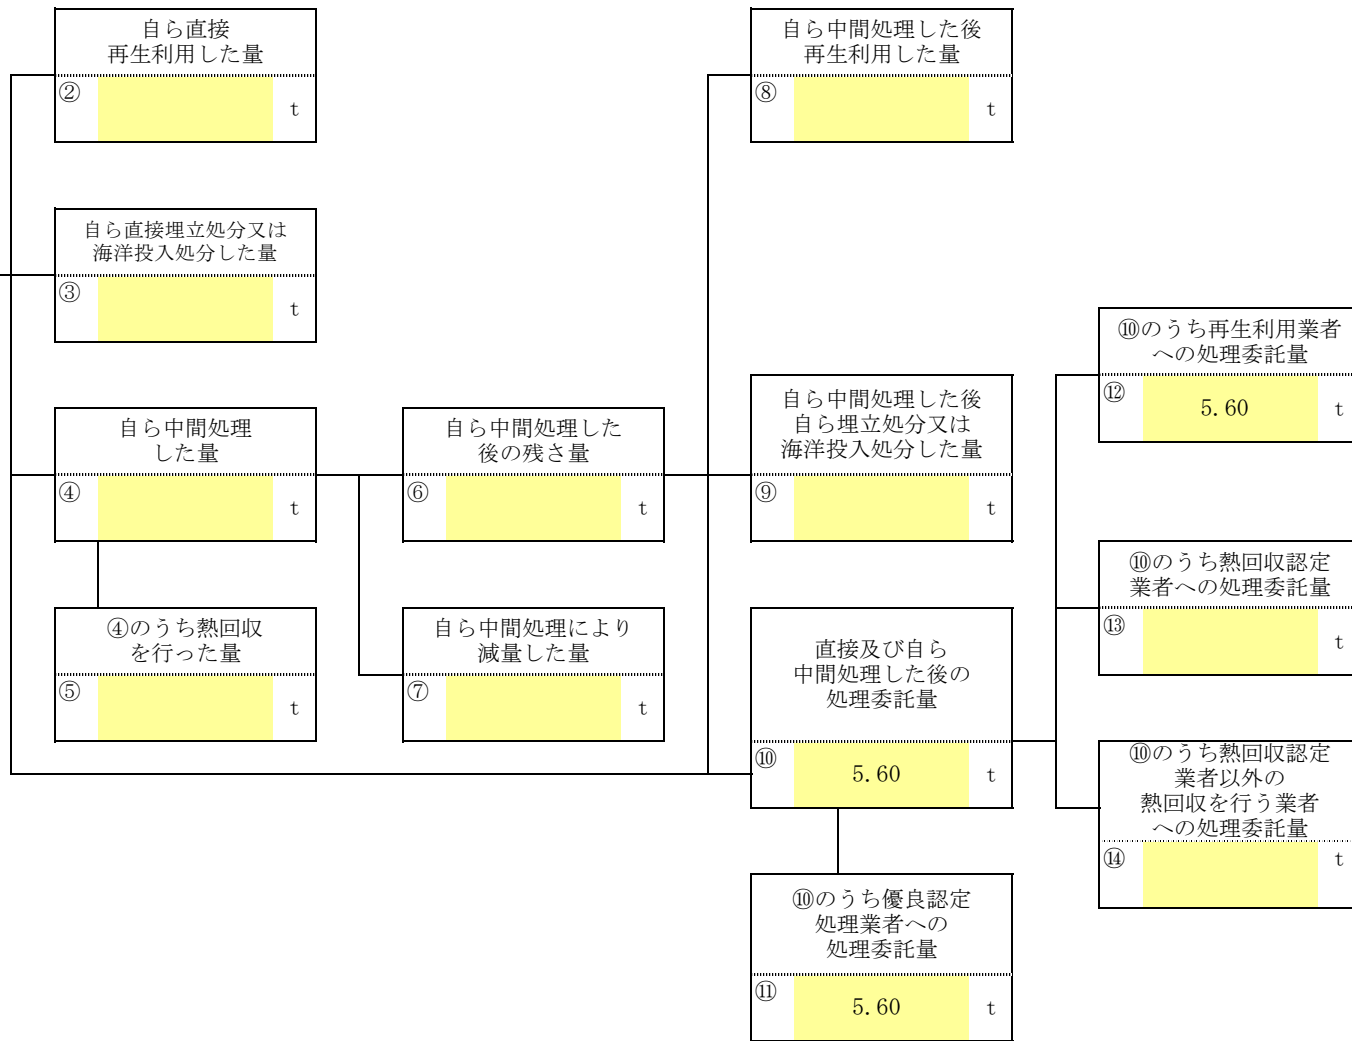 自ら直接
再生利用した量
②
t
自ら中間処理した後
再生利用した量
⑧
t
自ら直接埋立処分又は
海洋投入処分した量
③
t
⑩のうち再生利用業者
への処理委託量
⑫
5.60
t
自ら中間処理
した量
④
t
自ら中間処理した
後の残さ量
⑥
t
自ら中間処理した後
自ら埋立処分又は
海洋投入処分した量
⑨
t
⑩のうち熱回収認定
業者への処理委託量
⑬
t
④のうち熱回収
を行った量
⑤
t
自ら中間処理により
減量した量
⑦
t
直接及び自ら
中間処理した後の
処理委託量
⑩
5.60
t
⑩のうち熱回収認定
業者以外の
熱回収を行う業者
への処理委託量
⑭
t
⑩のうち優良認定
処理業者への
処理委託量
⑪
5.60
t